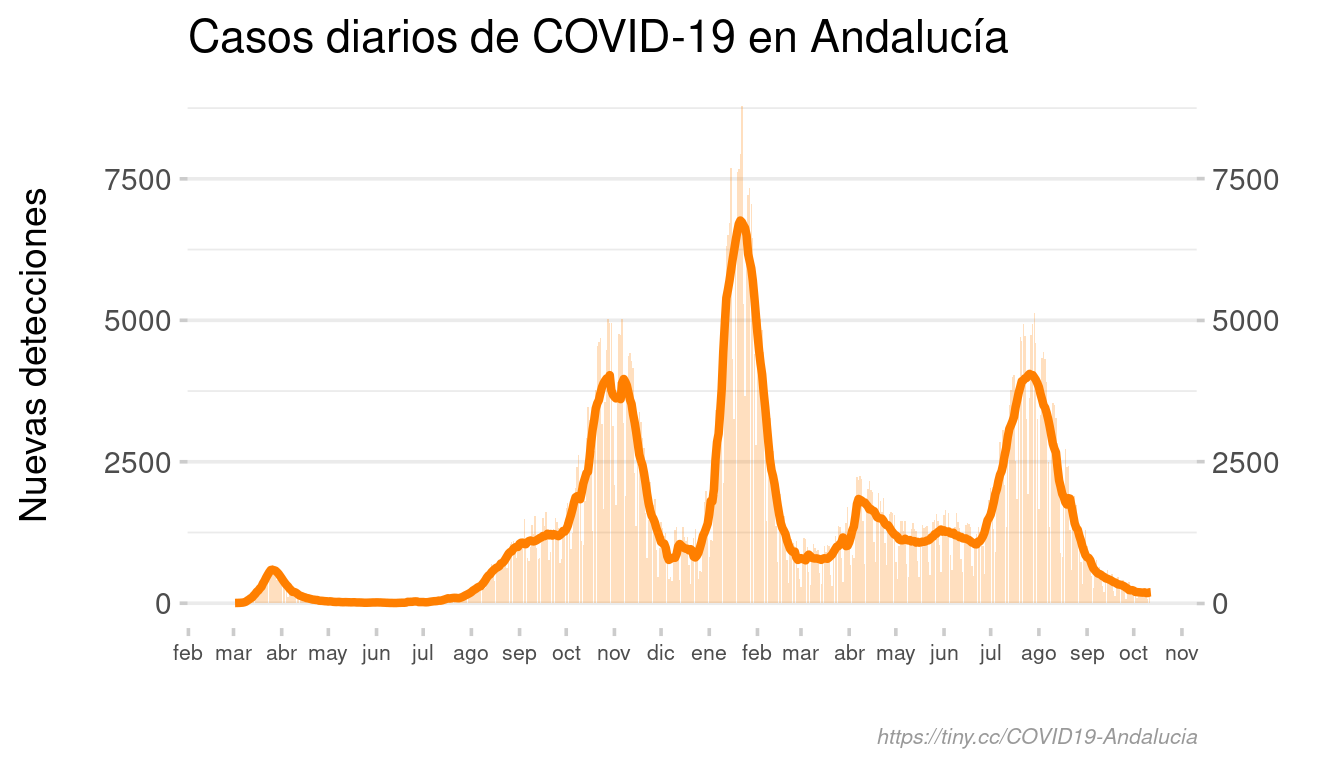 Casos diarios de COVID-19 en Andalucía
Nuevas detecciones
7500 7500
5000 5000
2500 2500
0 0
feb mar abr may jun jul ago sep oct nov dic ene feb mar abr may jun jul ago sep oct nov
https://tiny.cc/COVID19-Andalucia